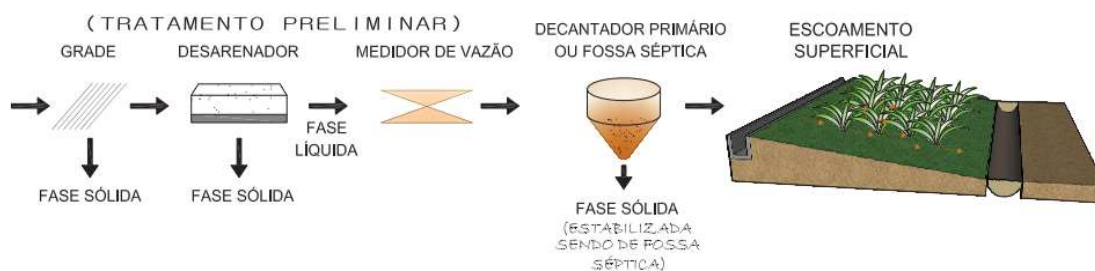 (TRATAMENTO PRELIMINAR)
GRADE
DESARENADOR
MEDIDOR DE VAZÃO
DECANTADOR PRIMÁRIO
OU FOSSA SÉPTICA
ESCOAMENTO
SUPERFICIAL
FASE
LÍQUIDA
FASE SÓLIDA
FASE SÓLIDA
FASE SÓLIDA
(ESTABILIZADA
SENDO DE FOSSA
SÉPTICA)